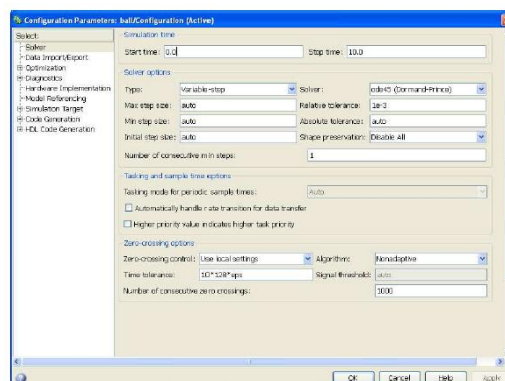 Configuration Parameters: ball/Configuration (Active)
Select:
Solver
Data Import/Export
Optimization
Diagnostics
Hardware Implementation
Model Referencing
Simulation Target
Code Generation
HDL Code Generation
Simulation time
Start time: 0.0 Stop time: 10.0
Solver options
Type: Variable-step Solver: ode45 (Dormand-Prince)
Max step size: auto Relative tolerance: 1e-3
Min step size: auto Absolute tolerance: auto
Initial step size: auto Shape preservation: Disable All
Number of consecutive min steps: 1
Tasking and sample time options
Tasking mode for periodic sample times: Auto
Automatically handle rate transition for data transfer
Higher priority value indicates higher task priority
Zero-crossing options
Zero-crossing control: Use local settings Algorithm: Nonadaptive
Time tolerance: 10*128*eps Signal threshold: auto
Number of consecutive zero crossings: 1000
OK Cancel Help Apply